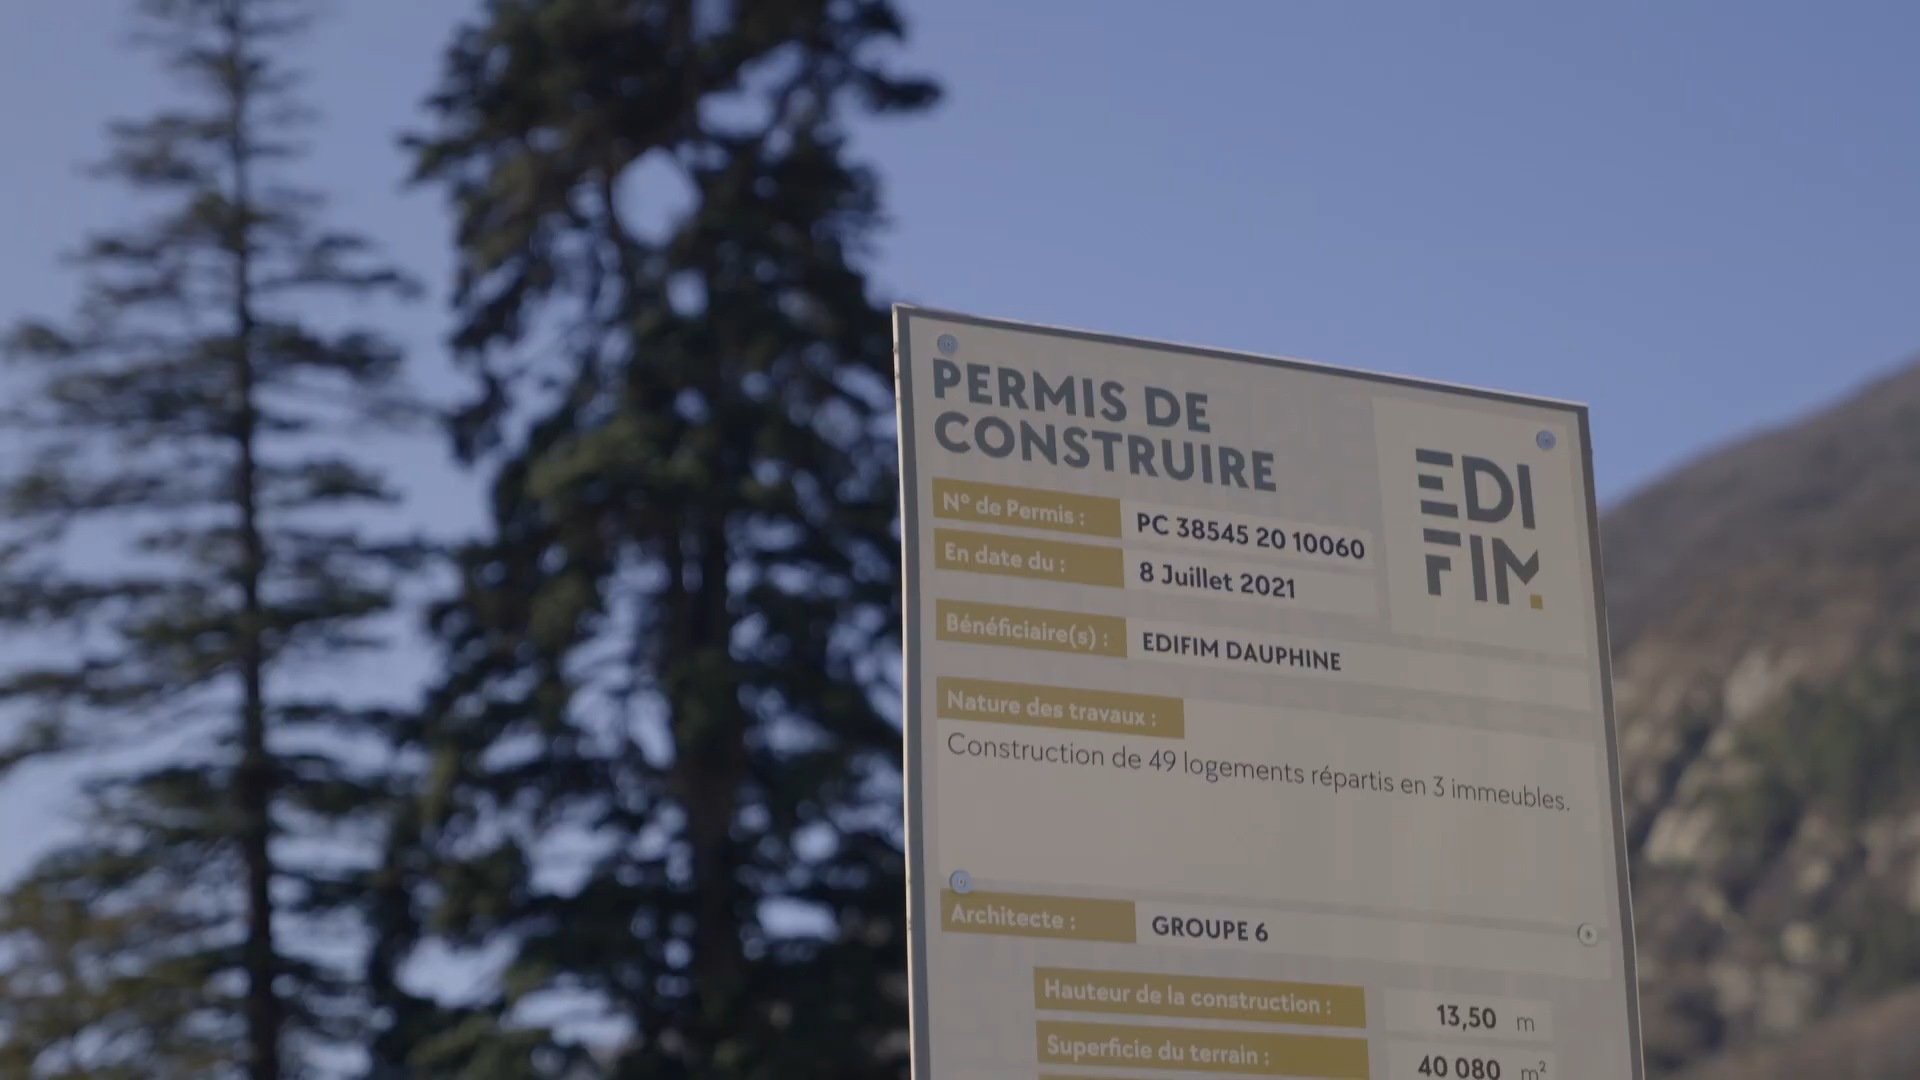 PERMIS DE
CONSTRUIRE
EDI
FIM
N° de Permis : PC 38545 20 10060
En date du : 8 Juillet 2021
Bénéficiaire(s) : EDIFIM DAUPHINE
Nature des travaux :
Construction de 49 logements répartis en 3 immeubles.
Architecte : GROUPE 6
Hauteur de la construction : 13,50 m
Superficie du terrain : 40 080 m²